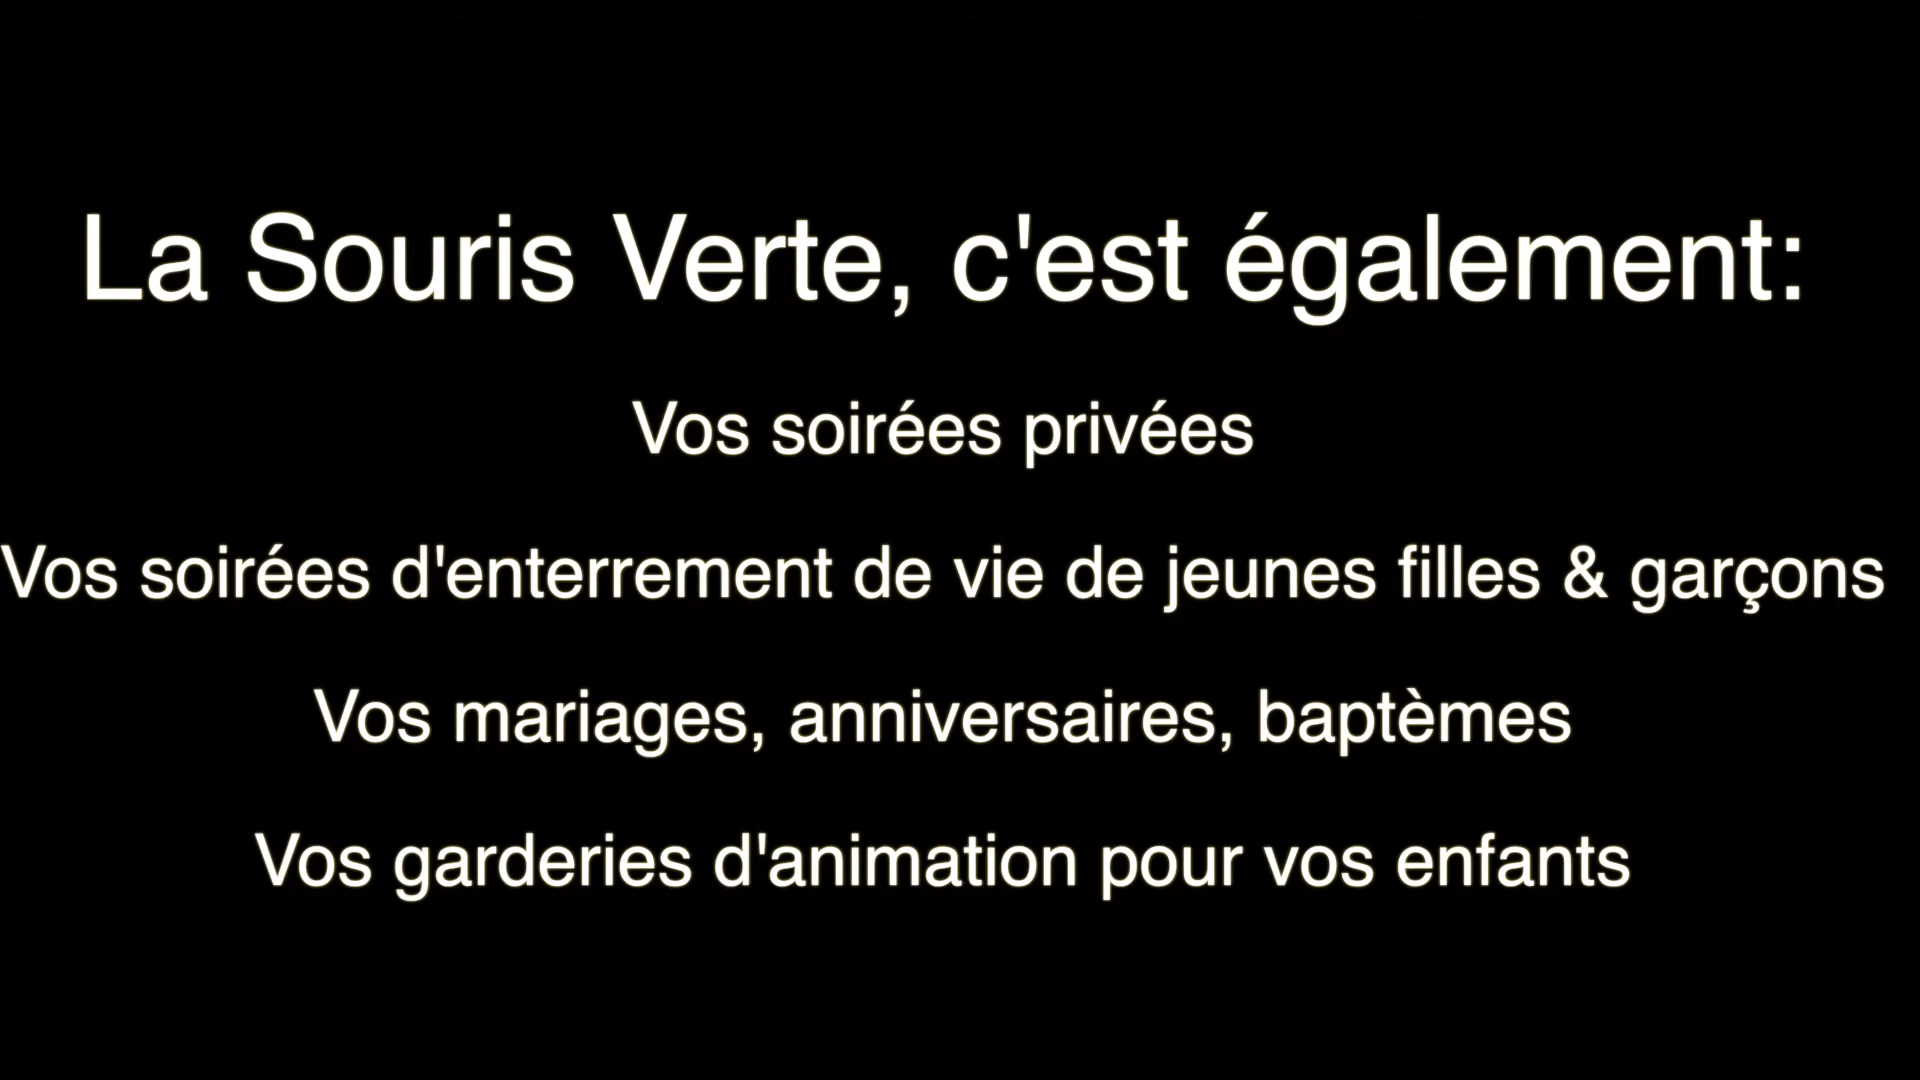 La Souris Verte, c'est également:
Vos soirées privées
Vos soirées d'enterrement de vie de jeunes filles & garçons
Vos mariages, anniversaires, baptèmes
Vos garderies d'animation pour vos enfants